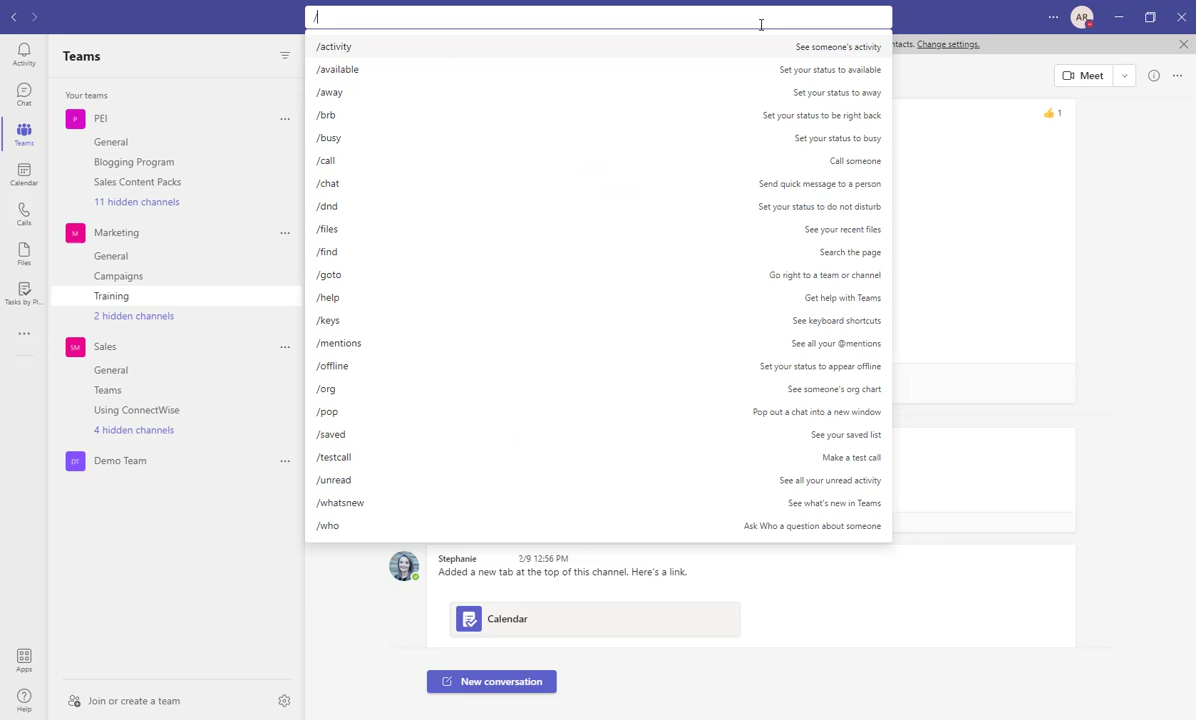 /
AR
ntacts. Change settings.
Activity
Chat
Teams
Calendar
Calls
Files
Tasks by Pl...
Apps
Help
Teams
Your teams
P PEI
General
Blogging Program
Sales Content Packs
11 hidden channels
M Marketing
General
Campaigns
Training
2 hidden channels
SM Sales
General
Teams
Using ConnectWise
4 hidden channels
DT Demo Team
Join or create a team
/activity See someone's activity
/available Set your status to available
/away Set your status to away
/brb Set your status to be right back
/busy Set your status to busy
/call Call someone
/chat Send quick message to a person
/dnd Set your status to do not disturb
/files See your recent files
/find Search the page
/goto Go right to a team or channel
/help Get help with Teams
/keys See keyboard shortcuts
/mentions See all your @mentions
/offline Set your status to appear offline
/org See someone's org chart
/pop Pop out a chat into a new window
/saved See your saved list
/testcall Make a test call
/unread See all your unread activity
/whatsnew See what's new in Teams
/who Ask Who a question about someone
Meet
1
Stephanie 2/9 12:56 PM
Added a new tab at the top of this channel. Here's a link.
Calendar
New conversation